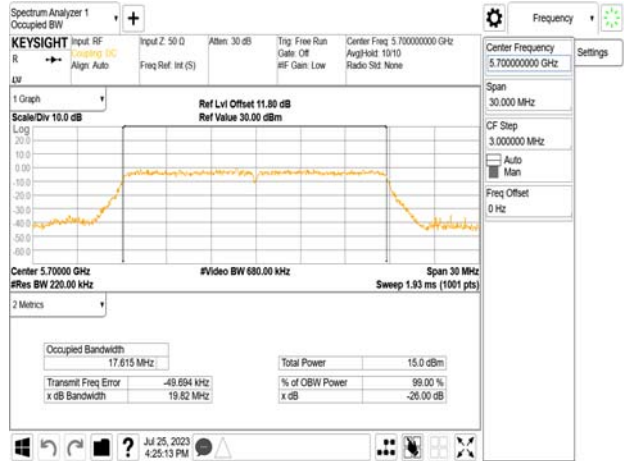 Spectrum Analyzer 1
Occupied BW
KEYSIGHT
R
Input: RF
Coupling: DC
Align: Auto
Input Z: 50 Ω
Freq Ref: Int (S)
Atten: 30 dB
Trig: Free Run
Gate: Off
#IF Gain: Low
Center Freq: 5.700000000 GHz
Avg|Hold: 10/10
Radio Std: None
1 Graph
Scale/Div 10.0 dB
Ref Lvl Offset 11.80 dB
Ref Value 30.00 dBm
Log
20.0
10.0
0.00
-10.0
-20.0
-30.0
-40.0
-50.0
-60.0
Center 5.70000 GHz
#Res BW 220.00 kHz
#Video BW 680.00 kHz
Span 30 MHz
Sweep 1.93 ms (1001 pts)
2 Metrics
Occupied Bandwidth
17.615 MHz
Transmit Freq Error -49.694 kHz
x dB Bandwidth 19.82 MHz
Total Power 15.0 dBm
% of OBW Power 99.00 %
x dB -26.00 dB
Jul 25, 2023
4:25:13 PM
Frequency
Settings
Center Frequency
5.700000000 GHz
Span
30.000 MHz
CF Step
3.000000 MHz
Auto
Man
Freq Offset
0 Hz